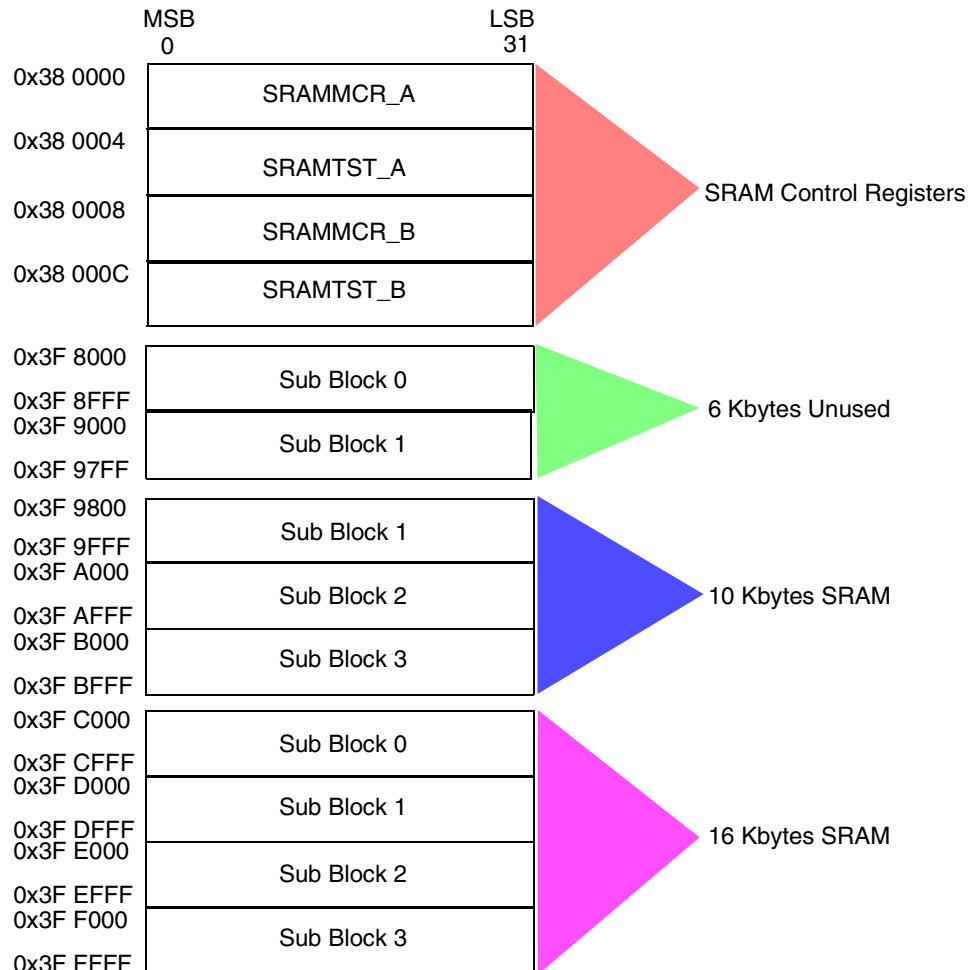 MSB LSB
0 31
0x38 0000
SRAMMCR_A
0x38 0004
SRAMTST_A
0x38 0008
SRAMMCR_B
0x38 000C
SRAMTST_B
SRAM Control Registers
0x3F 8000
Sub Block 0
0x3F 8FFF
0x3F 9000
Sub Block 1
0x3F 97FF
6 Kbytes Unused
0x3F 9800
Sub Block 1
0x3F 9FFF
0x3F A000
Sub Block 2
0x3F AFFF
0x3F B000
Sub Block 3
0x3F BFFF
10 Kbytes SRAM
0x3F C000
Sub Block 0
0x3F CFFF
0x3F D000
Sub Block 1
0x3F DFFF
0x3F E000
Sub Block 2
0x3F EFFF
0x3F F000
Sub Block 3
0x3F FFFF
16 Kbytes SRAM